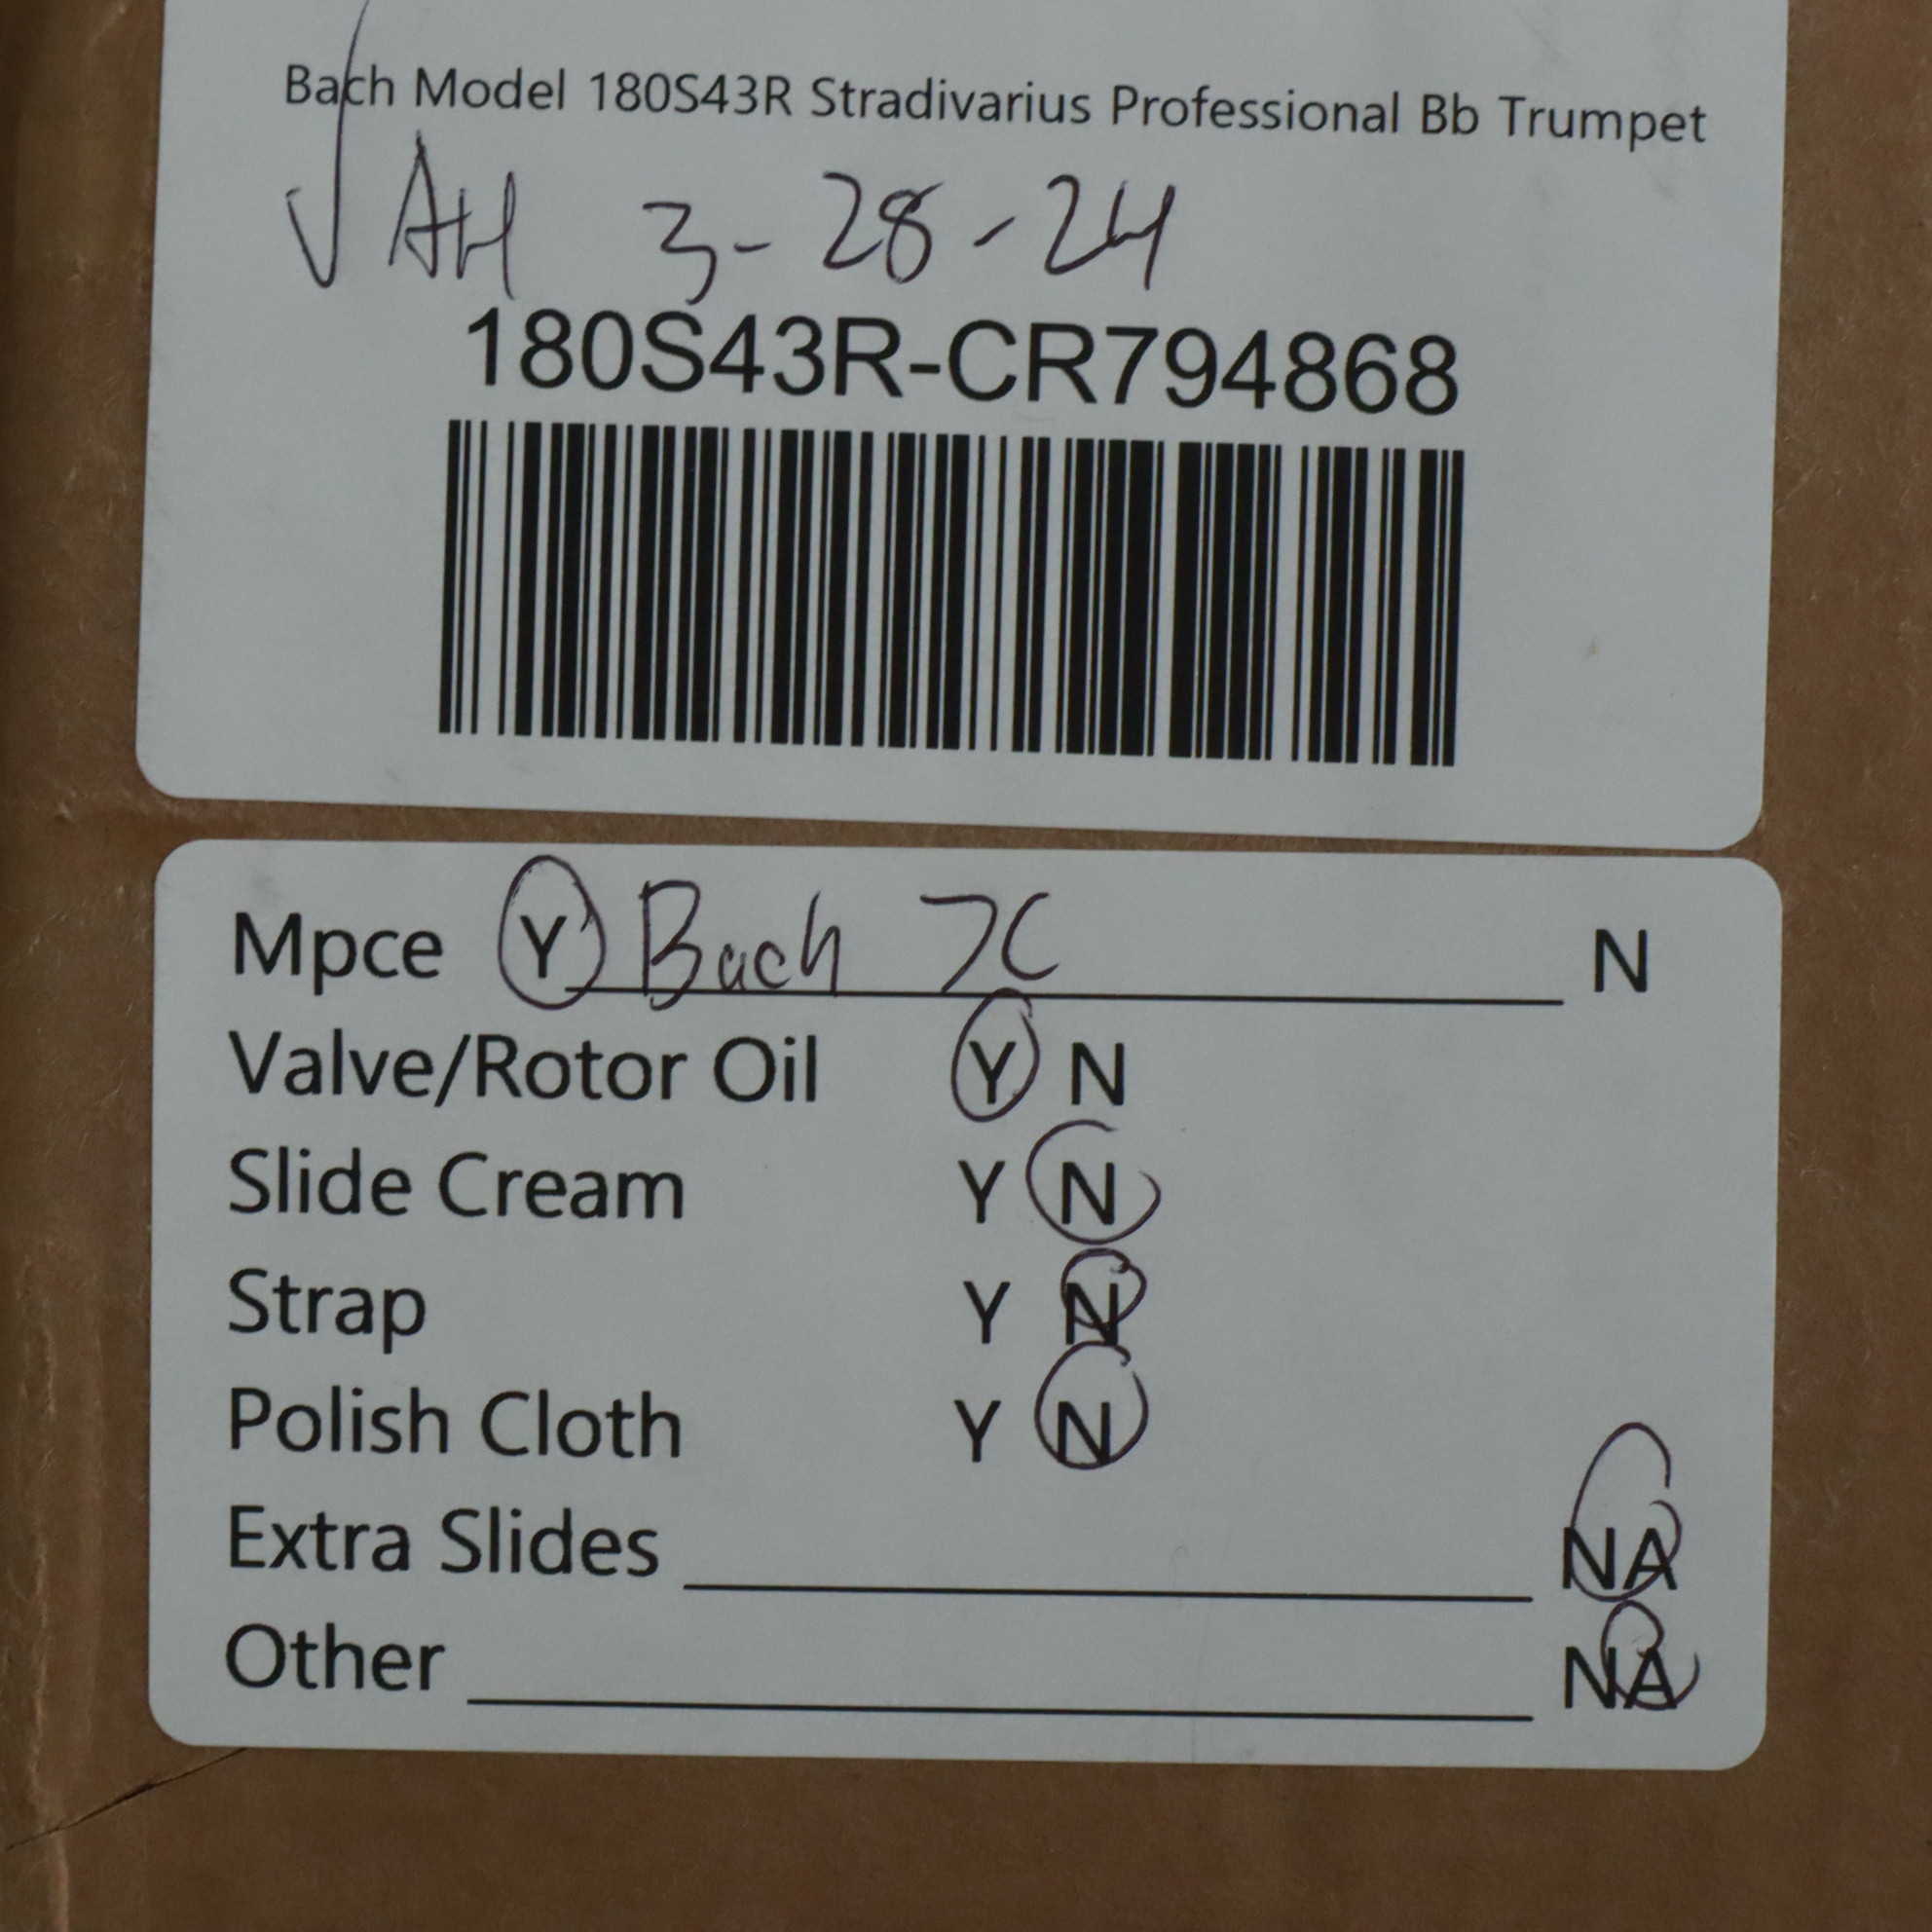 Bach Model 180S43R Stradivarius Professional Bb Trumpet
√ AH 3-28-24
180S43R-CR794868
Mpce Y Bach 7C N
Valve/Rotor Oil Y N
Slide Cream Y N
Strap Y N
Polish Cloth Y N
Extra Slides NA
Other NA